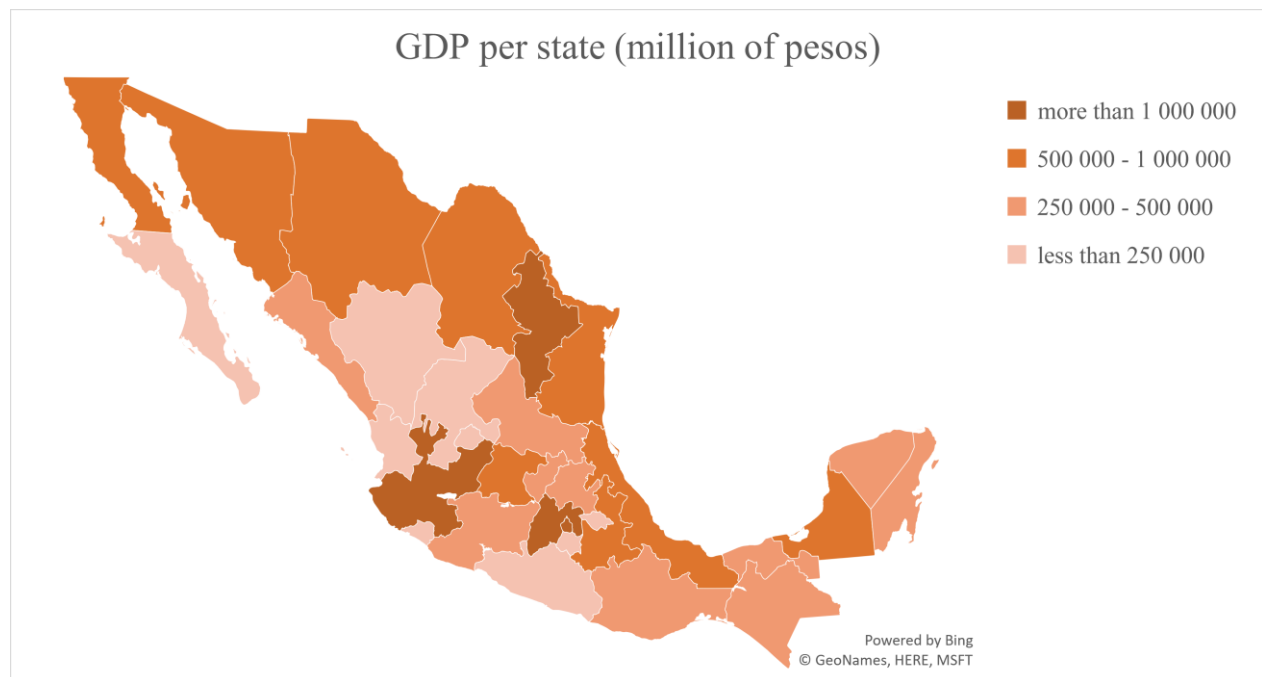 GDP per state (million of pesos)
more than 1 000 000
500 000 - 1 000 000
250 000 - 500 000
less than 250 000
Powered by Bing
© GeoNames, HERE, MSFT